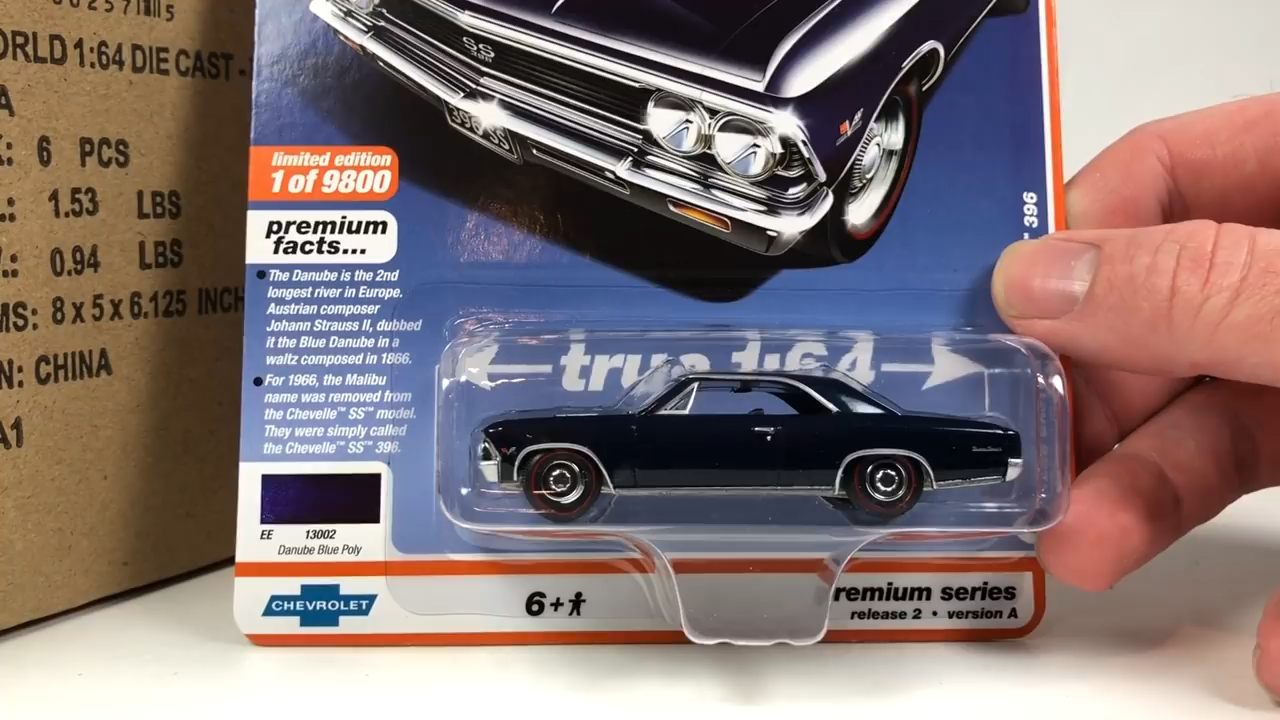 ORLD 1:64 DIE CAST -
A
K: 6 PCS
.: 1.53 LBS
.: 0.94 LBS
MS: 8 x 5 x 6.125 INCH
N: CHINA
A1
SS
396
396 SS
limited edition
1 of 9800
premium
facts...
The Danube is the 2nd
longest river in Europe.
Austrian composer
Johann Strauss II, dubbed
it the Blue Danube in a
waltz composed in 1866.
For 1966, the Malibu
name was removed from
the Chevelle™ SS™ model.
They were simply called
the Chevelle™ SS™ 396.
EE 13002
Danube Blue Poly
CHEVROLET
6+
true 1:64
™ 396
remium series
release 2 • version A